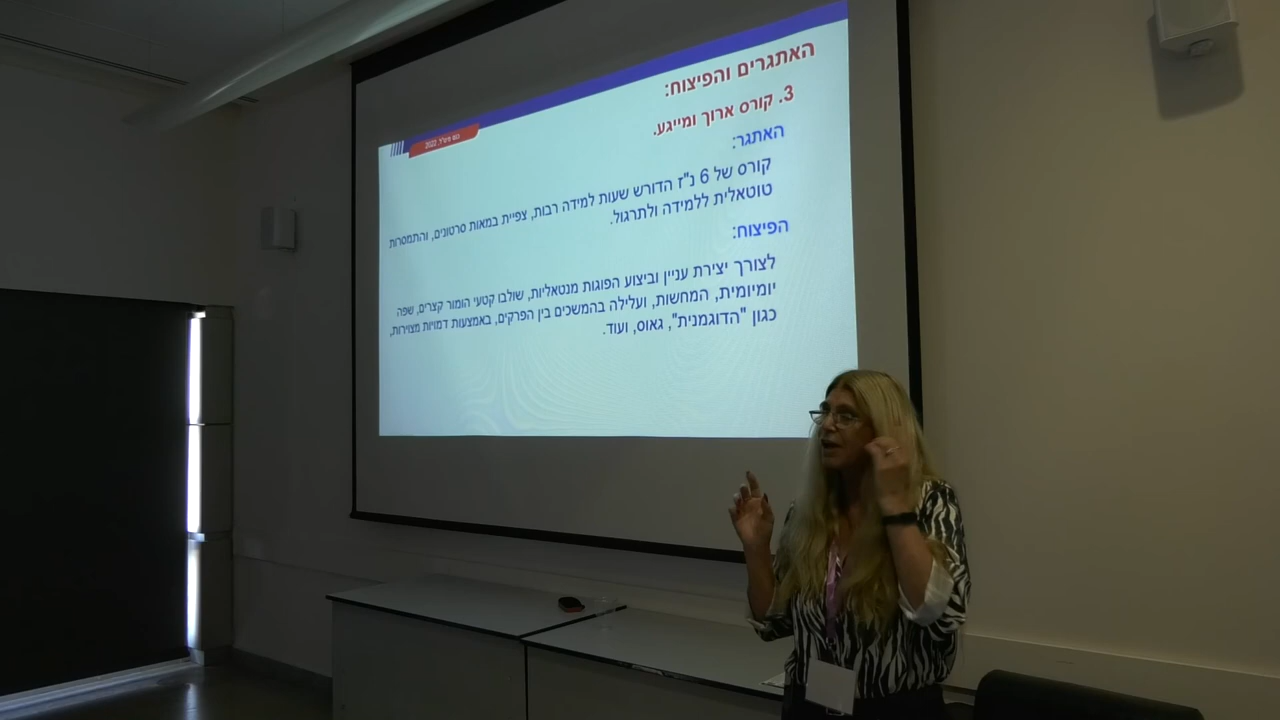 האתגרים והפיצוח:
3. קורס ארוך ומייגע.
האתגר:
קורס של 6 נ"ז הדורש שעות למידה רבות, צפיית במאות סרטונים, והתמסרות
טוטאלית ללמידה ולתרגול.
הפיצוח:
לצורך יצירת עניין וביצוע הפוגות מנטאליות, שולבו קטעי הומור קצרים, שפה
יומיומית, המחשות, ועלילה בהמשכים בין הפרקים, באמצעות דמויות מצוירות,
כגון "הדוגמנית", גאוס, ועוד.
2022